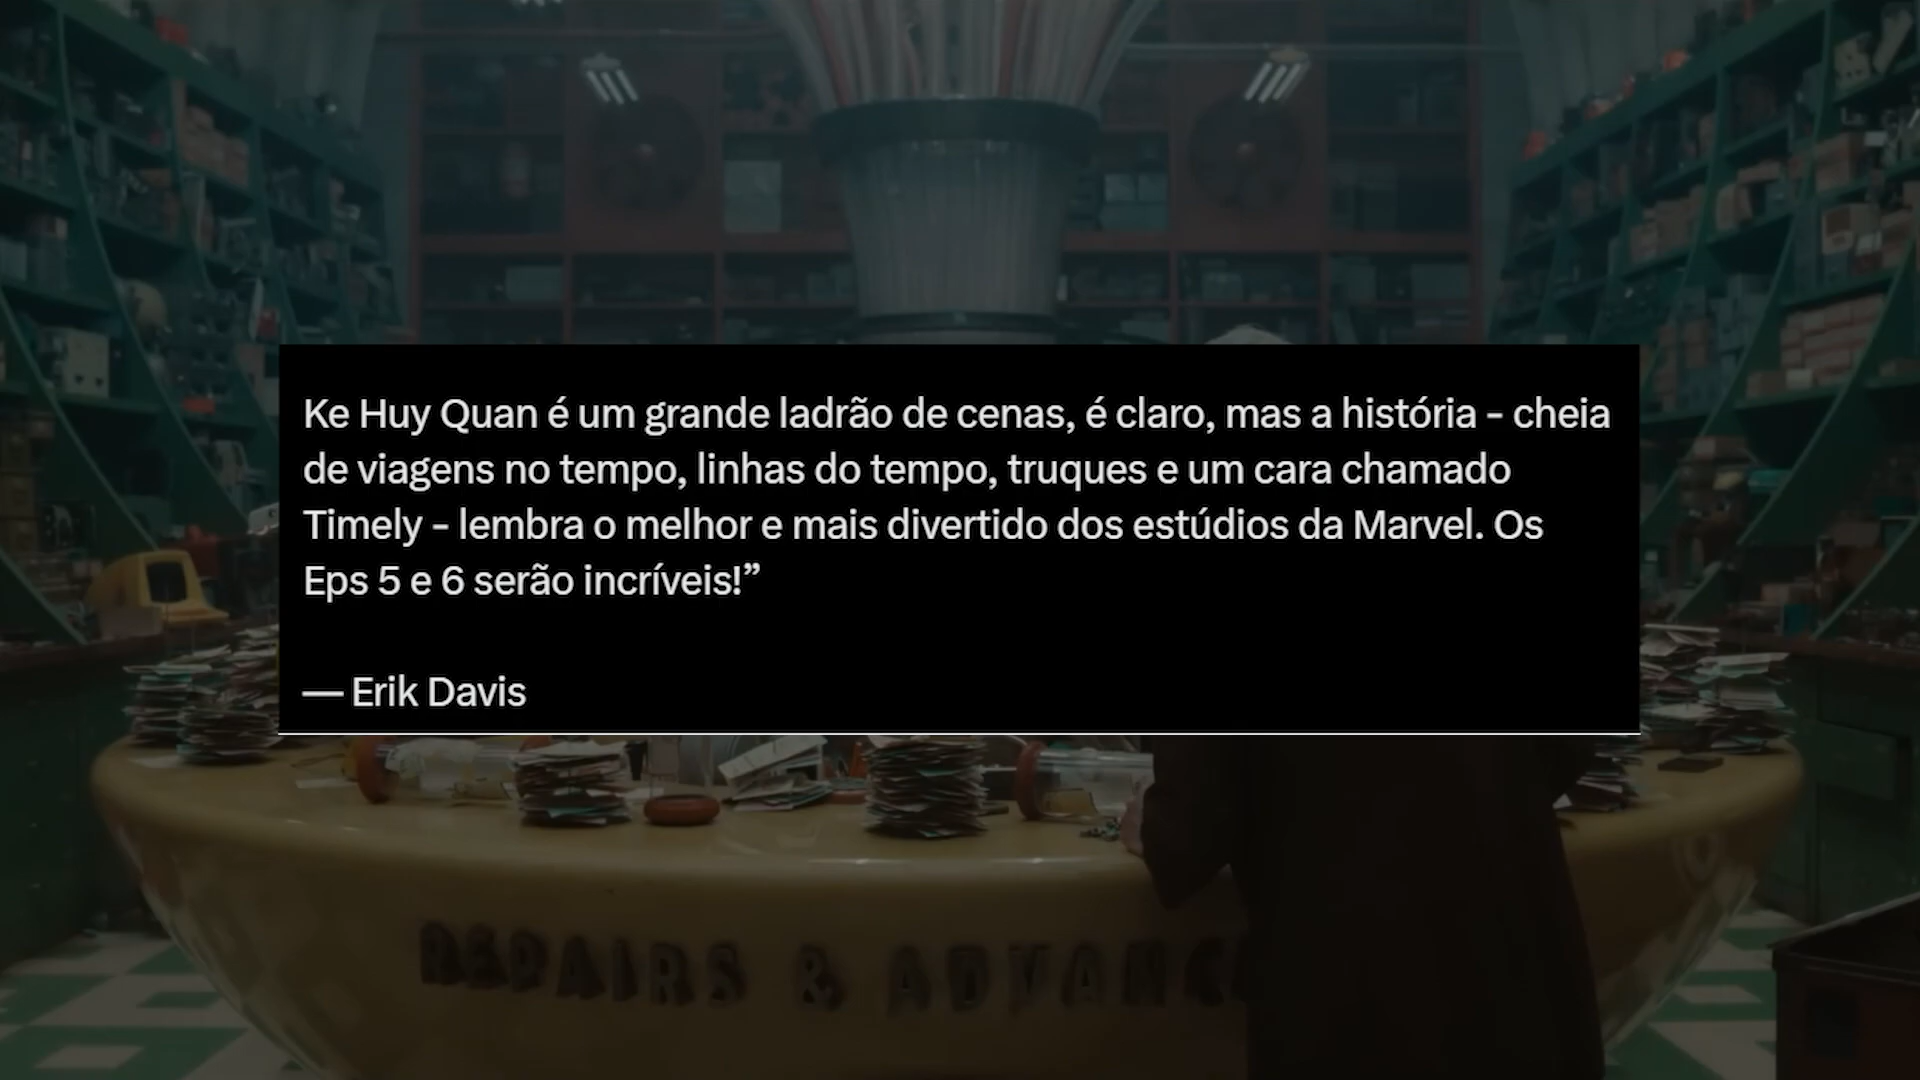 Ke Huy Quan é um grande ladrão de cenas, é claro, mas a história – cheia
de viagens no tempo, linhas do tempo, truques e um cara chamado
Timely – lembra o melhor e mais divertido dos estúdios da Marvel. Os
Eps 5 e 6 serão incríveis!”
— Erik Davis
REPAIRS & ADVANC